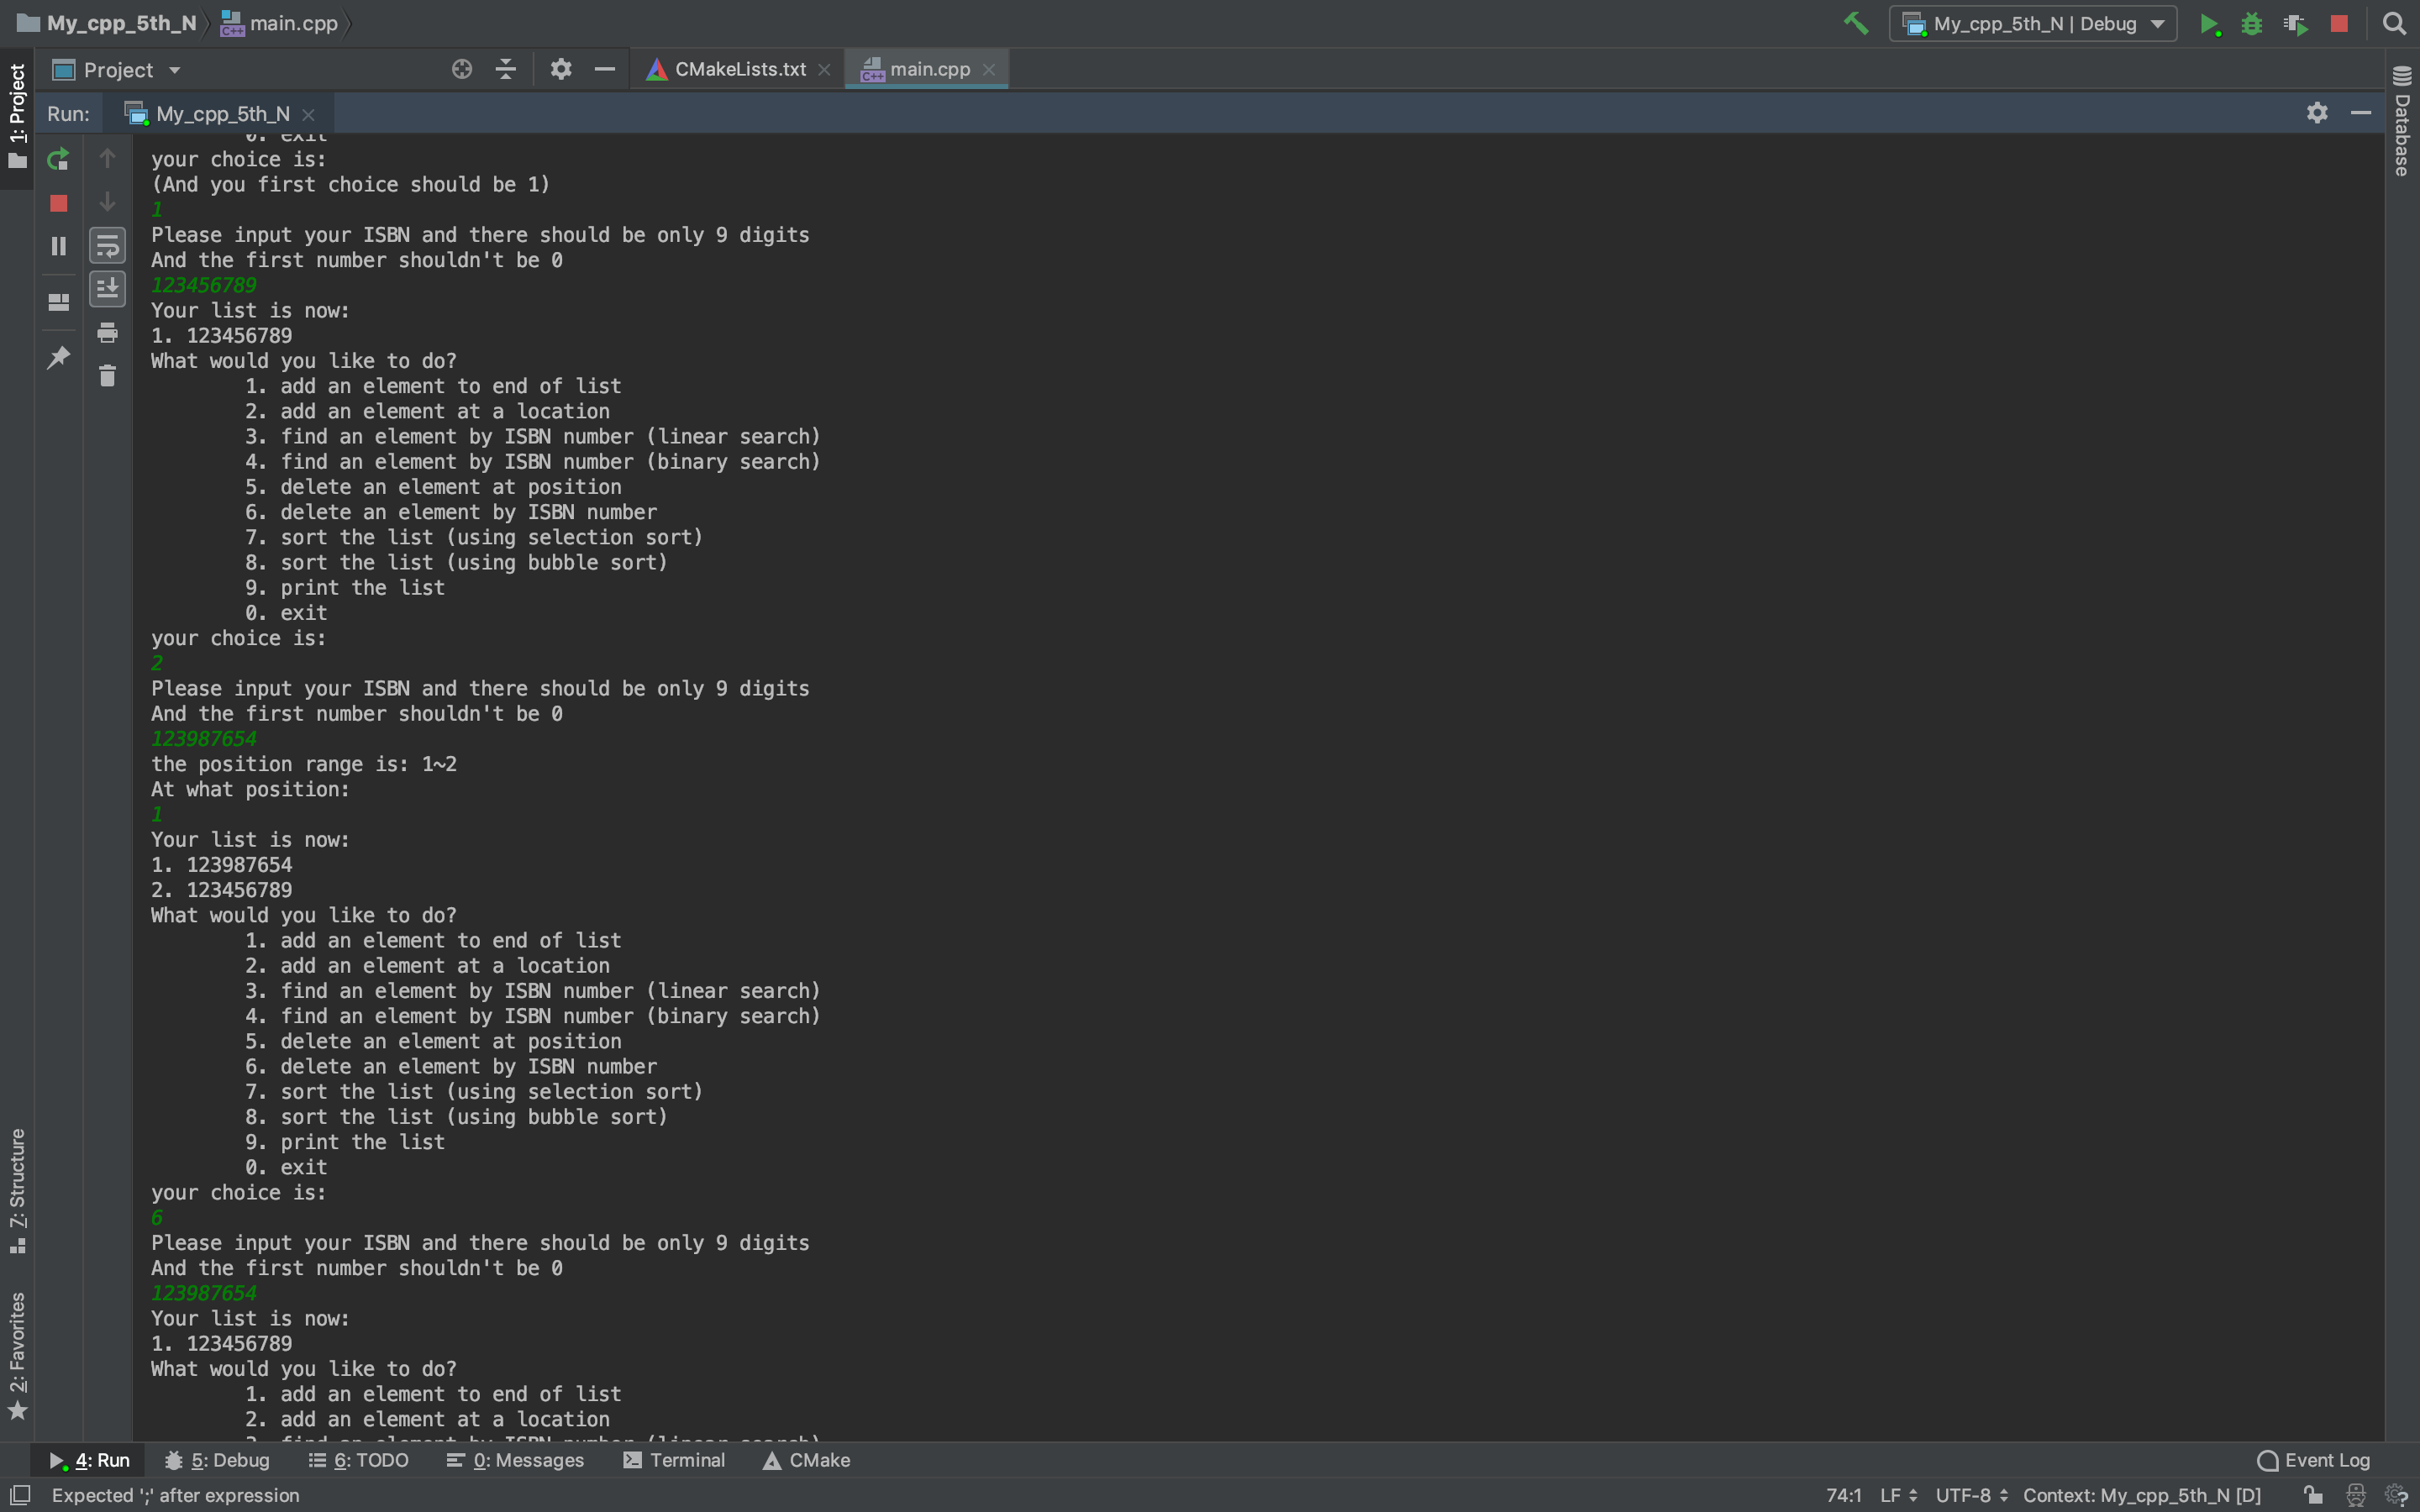 My_cpp_5th_N main.cpp My_cpp_5th_N | Debug
1: Project Project CMakeLists.txt main.cpp Database
Run: My_cpp_5th_N
0. exit
your choice is:
(And you first choice should be 1)
1
Please input your ISBN and there should be only 9 digits
And the first number shouldn't be 0
123456789
Your list is now:
1. 123456789
What would you like to do?
1. add an element to end of list
2. add an element at a location
3. find an element by ISBN number (linear search)
4. find an element by ISBN number (binary search)
5. delete an element at position
6. delete an element by ISBN number
7. sort the list (using selection sort)
8. sort the list (using bubble sort)
9. print the list
0. exit
your choice is:
2
Please input your ISBN and there should be only 9 digits
And the first number shouldn't be 0
123987654
the position range is: 1~2
At what position:
1
Your list is now:
1. 123987654
2. 123456789
What would you like to do?
1. add an element to end of list
2. add an element at a location
3. find an element by ISBN number (linear search)
4. find an element by ISBN number (binary search)
5. delete an element at position
6. delete an element by ISBN number
7. sort the list (using selection sort)
8. sort the list (using bubble sort)
9. print the list
0. exit
your choice is:
6
Please input your ISBN and there should be only 9 digits
And the first number shouldn't be 0
123987654
Your list is now:
1. 123456789
What would you like to do?
1. add an element to end of list
2. add an element at a location
3. find an element by ISBN number (linear search)
7: Structure
2: Favorites
4: Run 5: Debug 6: TODO 0: Messages Terminal CMake Event Log
Expected ';' after expression 74:1 LF UTF-8 Context: My_cpp_5th_N [D]